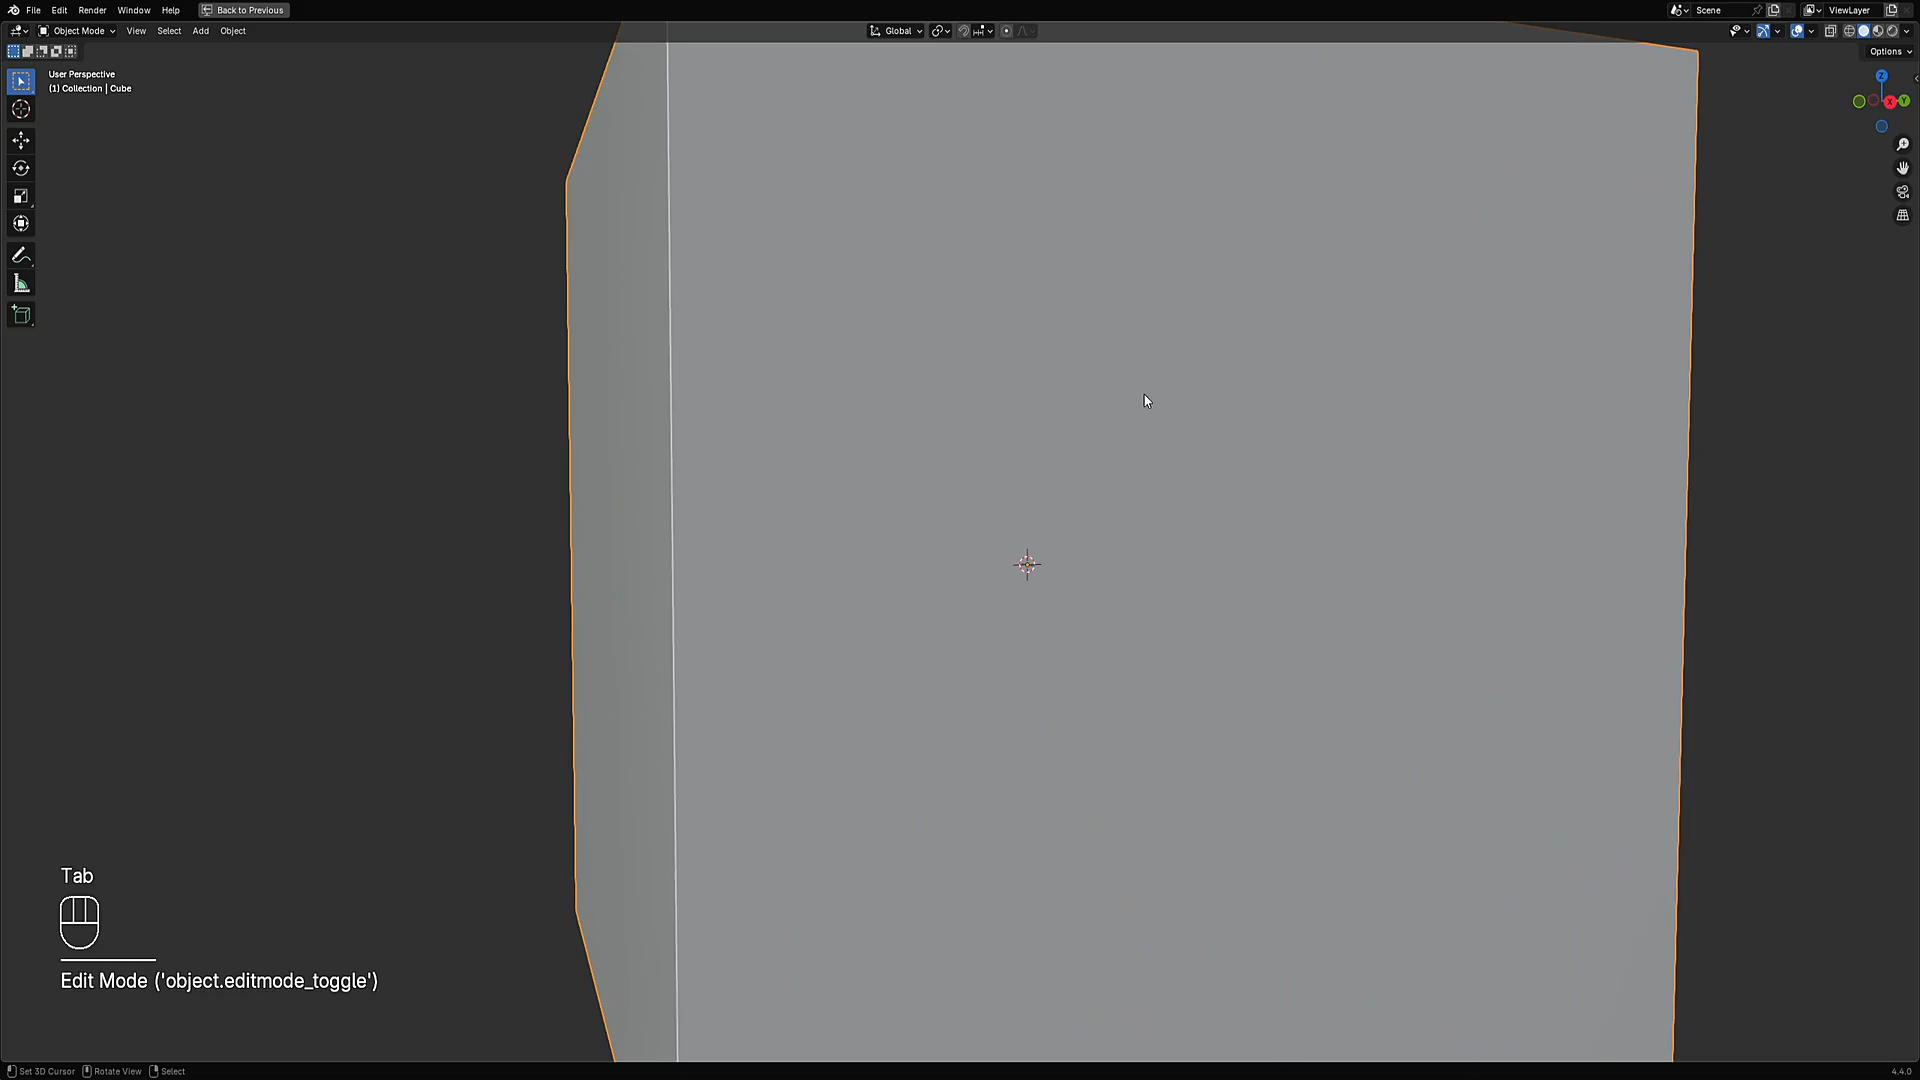 File Edit Render Window Help Back to Previous Scene ViewLayer
Object Mode View Select Add Object Global
Options
User Perspective
(1) Collection | Cube
Z
X Y
Tab
Edit Mode ('object.editmode_toggle')
Set 3D Cursor Rotate View Select 4.4.0